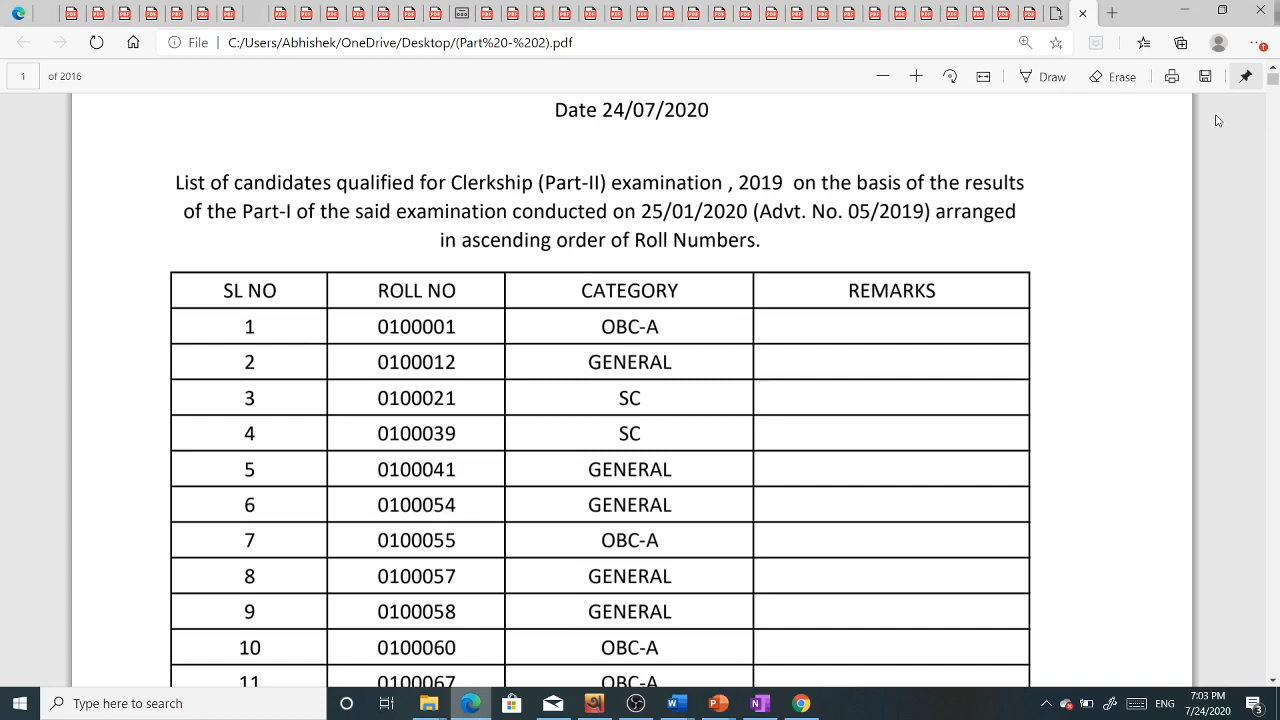 File C:/Users/Abhishek/OneDrive/Desktop/(Part%20-%202).pdf
1 of 2016 Draw Erase
Date 24/07/2020
List of candidates qualified for Clerkship (Part-II) examination , 2019 on the basis of the results
of the Part-I of the said examination conducted on 25/01/2020 (Advt. No. 05/2019) arranged
in ascending order of Roll Numbers.
SL NO ROLL NO CATEGORY REMARKS
1 0100001 OBC-A
2 0100012 GENERAL
3 0100021 SC
4 0100039 SC
5 0100041 GENERAL
6 0100054 GENERAL
7 0100055 OBC-A
8 0100057 GENERAL
9 0100058 GENERAL
10 0100060 OBC-A
11 0100067 OBC-A
Type here to search
ENG
7:03 PM
7/24/2020